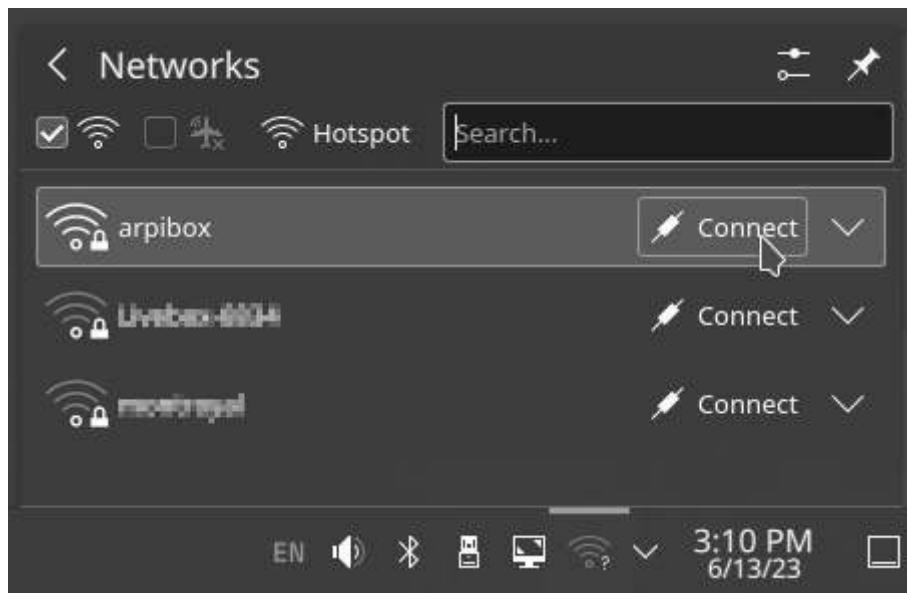 Networks
Hotspot Search...
arpibox Connect
Connect
Connect
EN 3:10 PM
6/13/23